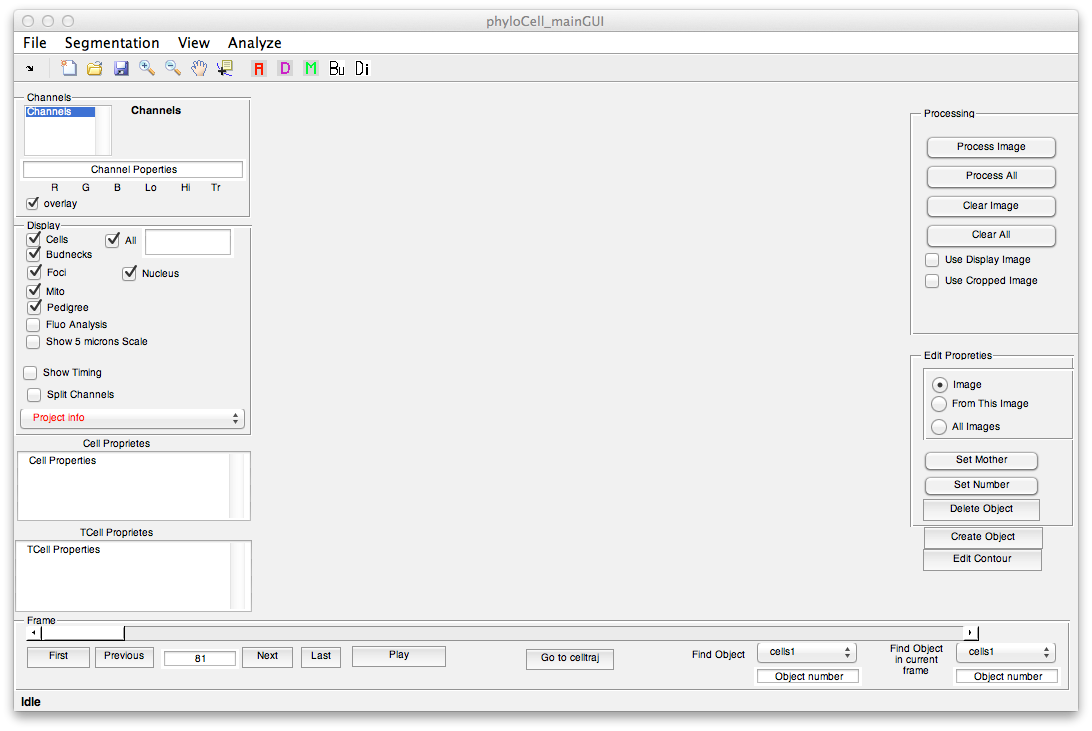 phyloCell_mainGUI
File Segmentation View Analyze
A D M Bu Di
Channels
Channels
Channels
Channel Poperties
R G B Lo Hi Tr
overlay
Display
Cells
All
Budnecks
Foci
Nucleus
Mito
Pedigree
Fluo Analysis
Show 5 microns Scale
Show Timing
Split Channels
Project info
Cell Proprietes
Cell Properties
TCell Proprietes
TCell Properties
Processing
Process Image
Process All
Clear Image
Clear All
Use Display Image
Use Cropped Image
Edit Propreties
Image
From This Image
All Images
Set Mother
Set Number
Delete Object
Create Object
Edit Contour
Frame
First Previous 81 Next Last Play
Go to celltraj
Find Object
cells1
Object number
Find Object
in current
frame
cells1
Object number
Idle